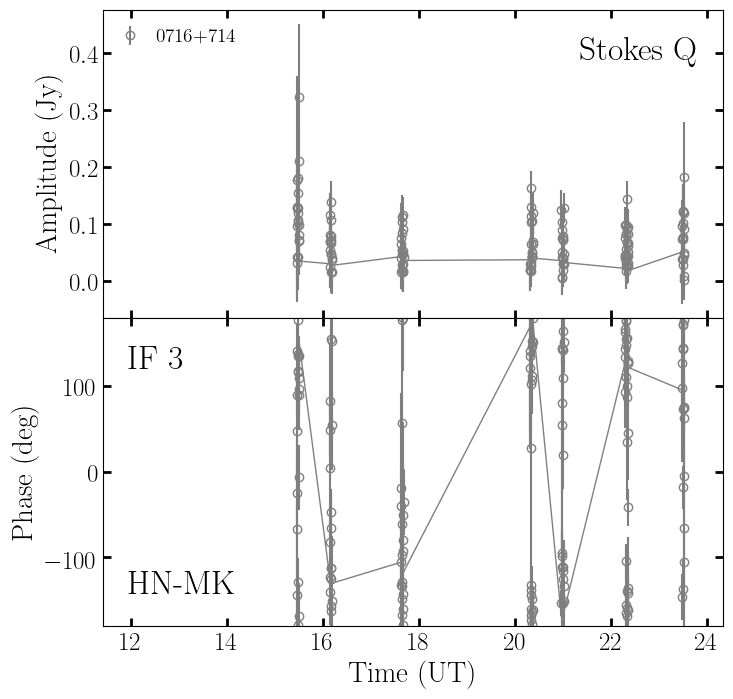 0716+714
Stokes Q
0.4
0.3
0.2
0.1
0.0
Amplitude (Jy)
IF 3
100
0
−100
Phase (deg)
HN-MK
12 14 16 18 20 22 24
Time (UT)